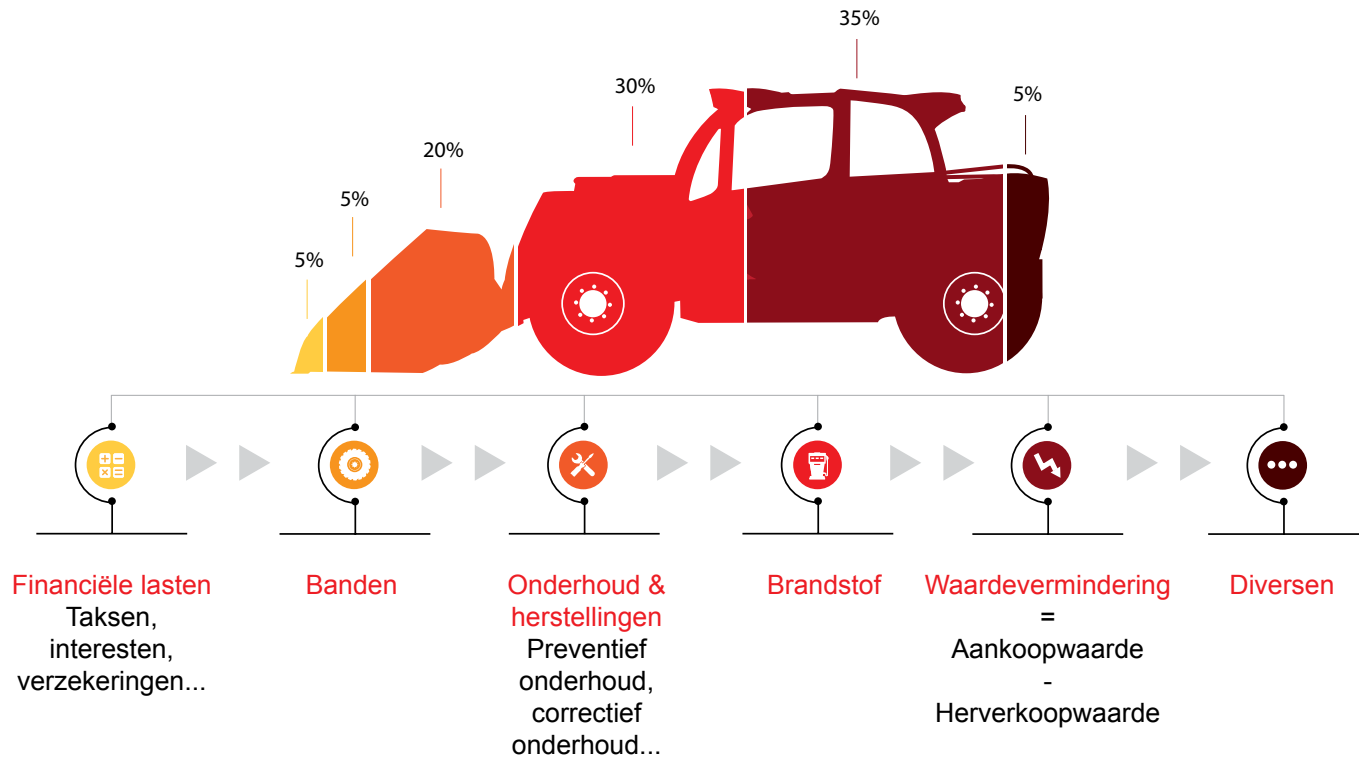 35%
30%
5%
20%
5%
5%
Financiële lasten
Taksen,
interesten,
verzekeringen...
Banden
Onderhoud &
herstellingen
Preventief
onderhoud,
correctief
onderhoud...
Brandstof
Waardevermindering
=
Aankoopwaarde
-
Herverkoopwaarde
Diversen